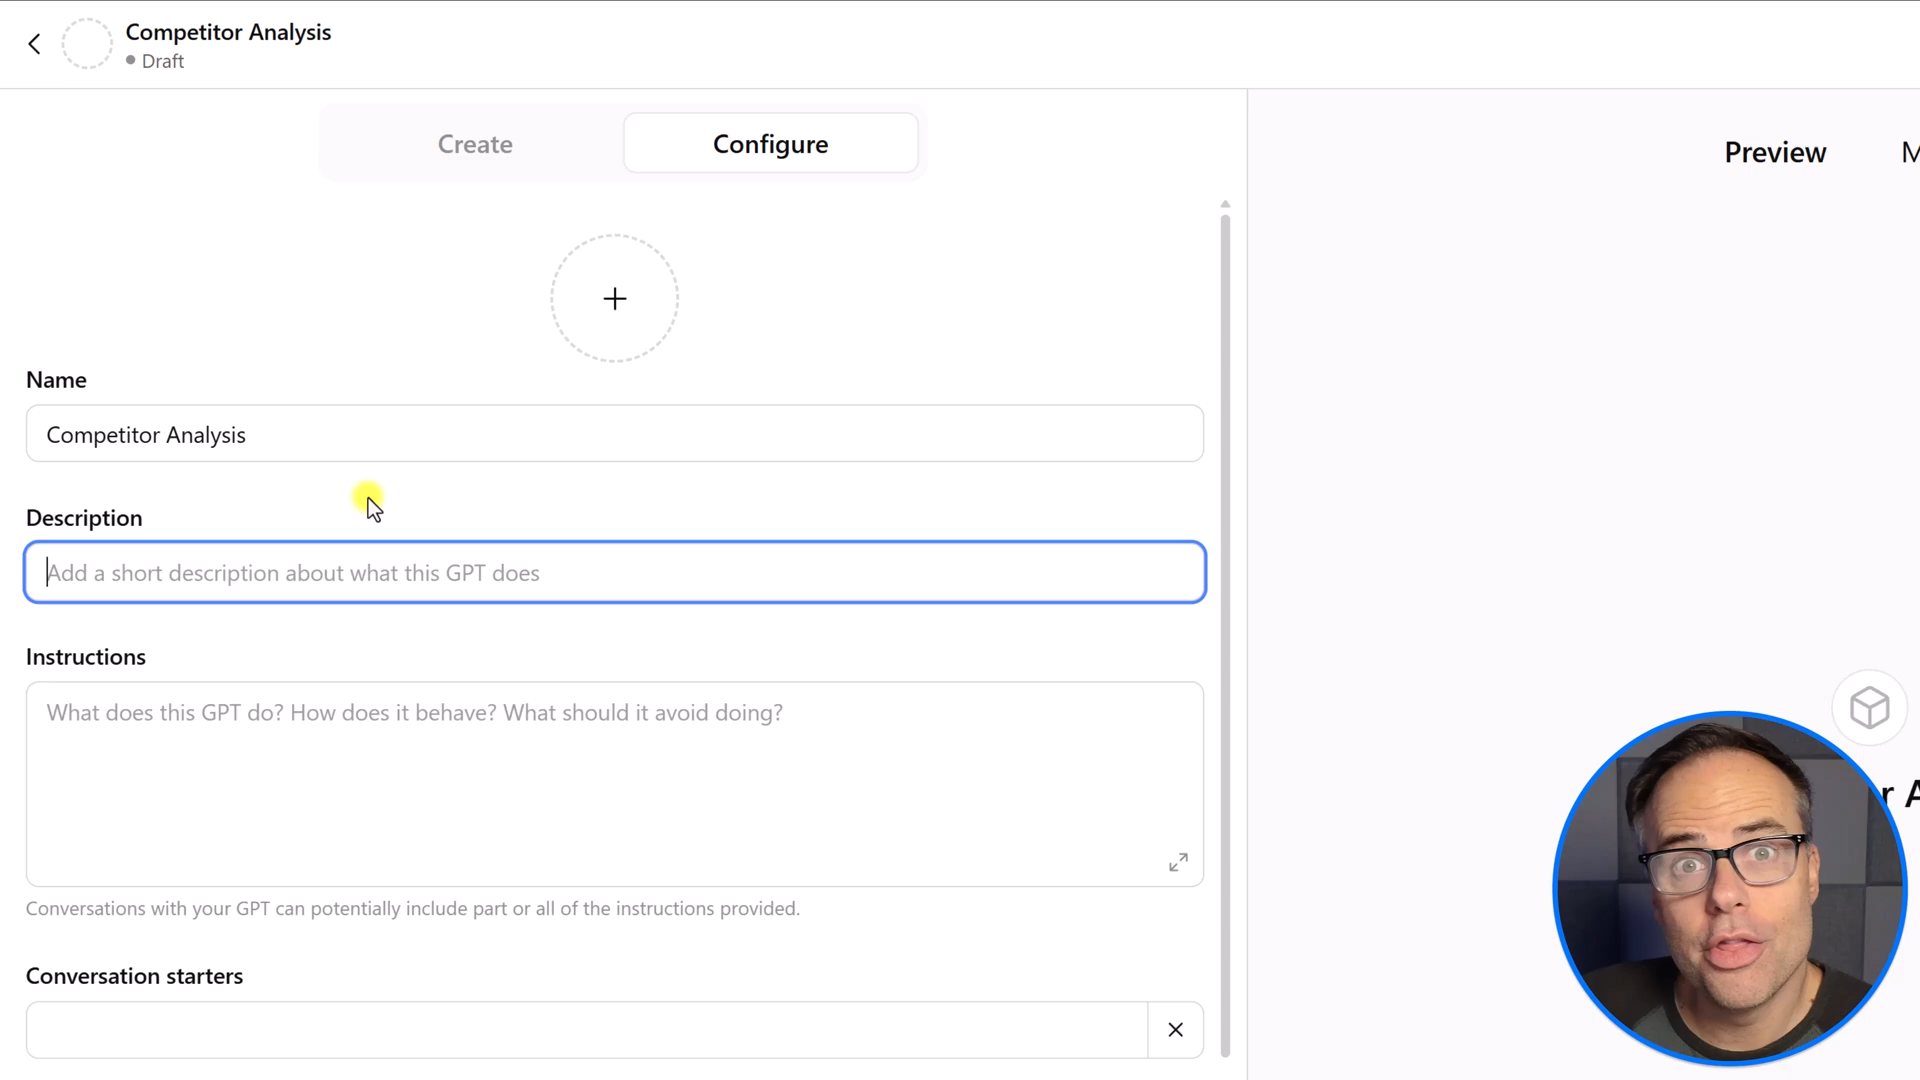 Competitor Analysis
Draft
Create
Configure
Preview
M
Name
Competitor Analysis
Description
Add a short description about what this GPT does
Instructions
What does this GPT do? How does it behave? What should it avoid doing?
r A
Conversations with your GPT can potentially include part or all of the instructions provided.
Conversation starters